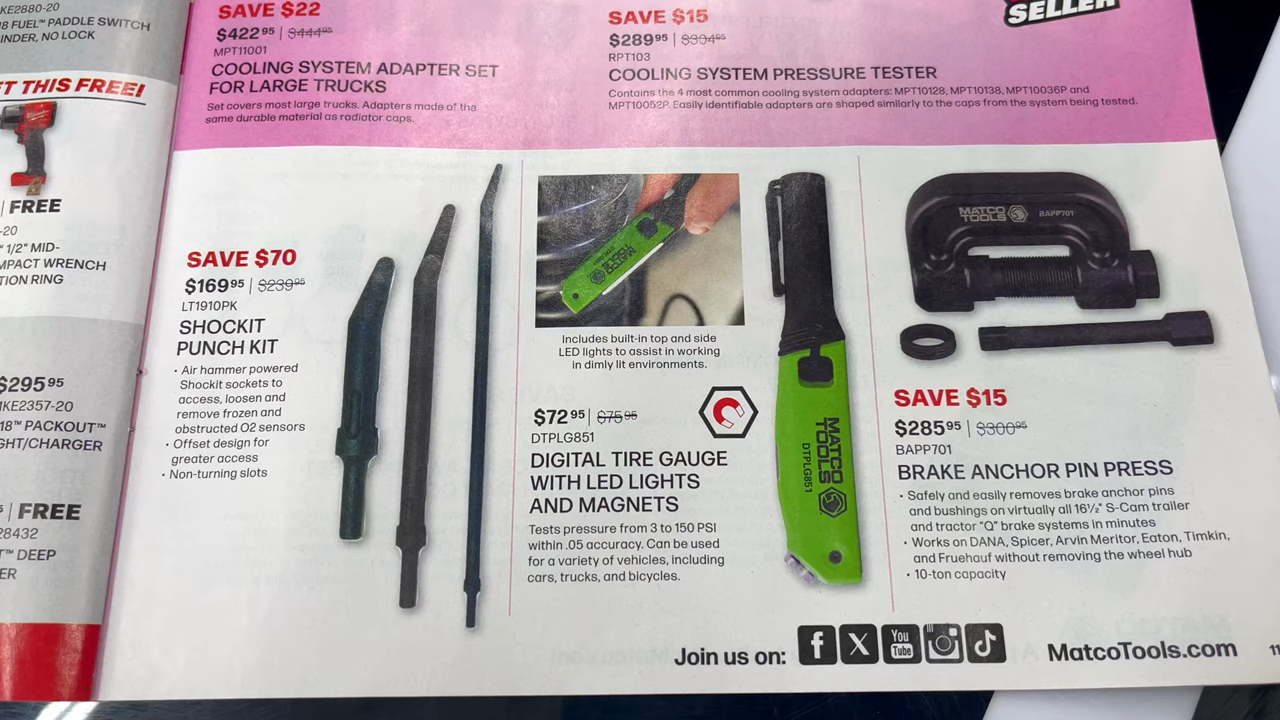 KE2880-20
8 FUEL™ PADDLE SWITCH
INDER, NO LOCK
ET THIS FREE!
| FREE
-20
" 1/2" MID-
MPACT WRENCH
TION RING
$295 95
MKE2357-20
18™ PACKOUT™
GHT/CHARGER
| FREE
28432
T™ DEEP
ER
SAVE $22
$422 95 | $444 95
MPT11001
COOLING SYSTEM ADAPTER SET
FOR LARGE TRUCKS
Set covers most large trucks. Adapters made of the
same durable material as radiator caps.
SAVE $15
$289 95 | $304 95
RPT103
COOLING SYSTEM PRESSURE TESTER
Contains the 4 most common cooling system adapters: MPT10128, MPT10138, MPT10036P and
MPT10052P. Easily identifiable adapters are shaped similarly to the caps from the system being tested.
SELLER
SAVE $70
$169 95 | $239 95
LT1910PK
SHOCKIT
PUNCH KIT
• Air hammer powered
Shockit sockets to
access, loosen and
remove frozen and
obstructed O2 sensors
• Offset design for
greater access
• Non-turning slots
MATCO
TOOLS
DTPLG851
Includes built-in top and side
LED lights to assist in working
in dimly lit environments.
$72 95 | $75 95
DTPLG851
DIGITAL TIRE GAUGE
WITH LED LIGHTS
AND MAGNETS
Tests pressure from 3 to 150 PSI
within .05 accuracy. Can be used
for a variety of vehicles, including
cars, trucks, and bicycles.
MATCO
TOOLS
DTPLG851
MATCO
TOOLS
BAPP701
SAVE $15
$285 95 | $300 95
BAPP701
BRAKE ANCHOR PIN PRESS
• Safely and easily removes brake anchor pins
and bushings on virtually all 16½" S-Cam trailer
and tractor "Q" brake systems in minutes
• Works on DANA, Spicer, Arvin Meritor, Eaton, Timkin,
and Fruehauf without removing the wheel hub
• 10-ton capacity
Join us on:
You
Tube
MatcoTools.com
11